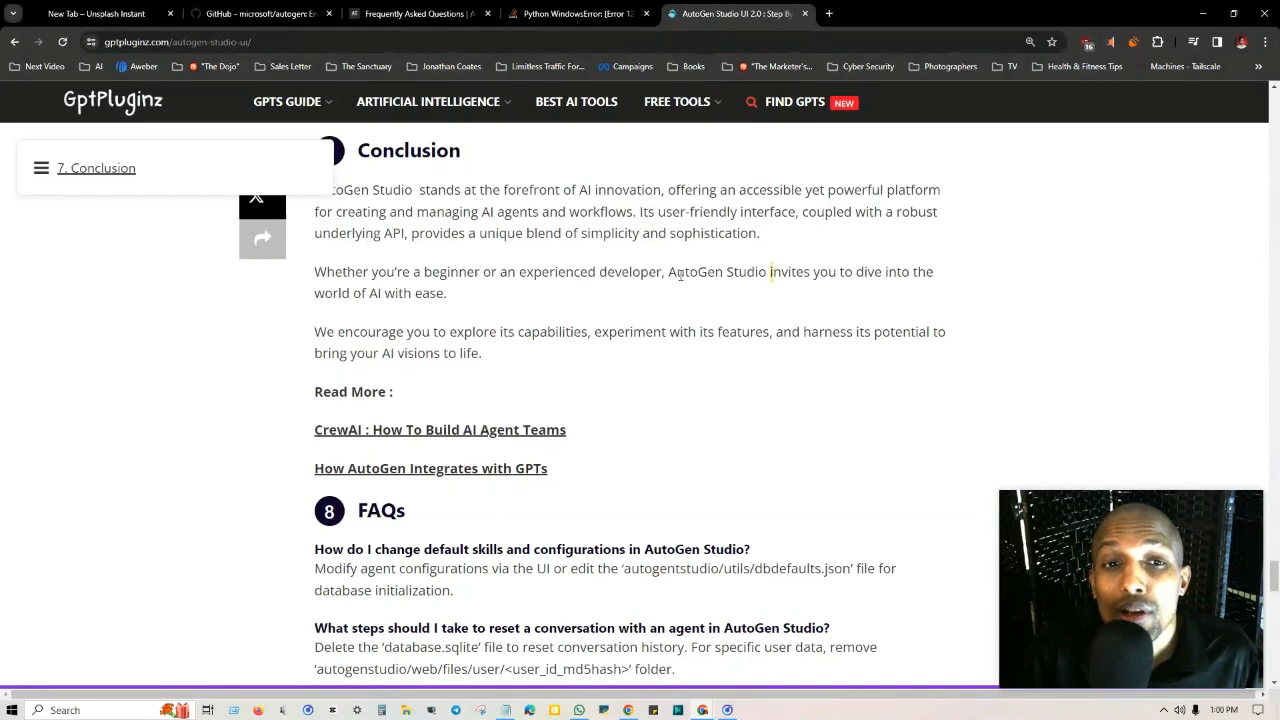 New tab – Unsplash Instant
GitHub - microsoft/autogen: En
Frequently Asked Questions | A
Python WindowsError: [Error 12
AutoGen Studio UI 2.0 : Step By
gptpluginz.com/autogen-studio-ui/
16
Next Video
AI
Aweber
"The Dojo"
Sales Letter
The Sanctuary
Jonathan Coates
Limitless Traffic For...
Campaigns
Books
"The Marketer's...
Cyber Security
Photographers
TV
Health & Fitness Tips
Machines - Tailscale
GptPluginz
GPTS GUIDE
ARTIFICIAL INTELLIGENCE
BEST AI TOOLS
FREE TOOLS
FIND GPTS NEW
7. Conclusion
Conclusion
toGen Studio stands at the forefront of AI innovation, offering an accessible yet powerful platform
for creating and managing AI agents and workflows. Its user-friendly interface, coupled with a robust
underlying API, provides a unique blend of simplicity and sophistication.
Whether you're a beginner or an experienced developer, AutoGen Studio invites you to dive into the
world of AI with ease.
We encourage you to explore its capabilities, experiment with its features, and harness its potential to
bring your AI visions to life.
Read More :
CrewAI : How To Build AI Agent Teams
How AutoGen Integrates with GPTs
8 FAQs
How do I change default skills and configurations in AutoGen Studio?
Modify agent configurations via the UI or edit the 'autogentstudio/utils/dbdefaults.json' file for
database initialization.
What steps should I take to reset a conversation with an agent in AutoGen Studio?
Delete the 'database.sqlite' file to reset conversation history. For specific user data, remove
'autogenstudio/web/files/user/<user_id_md5hash>' folder.
Search
1:00 PM